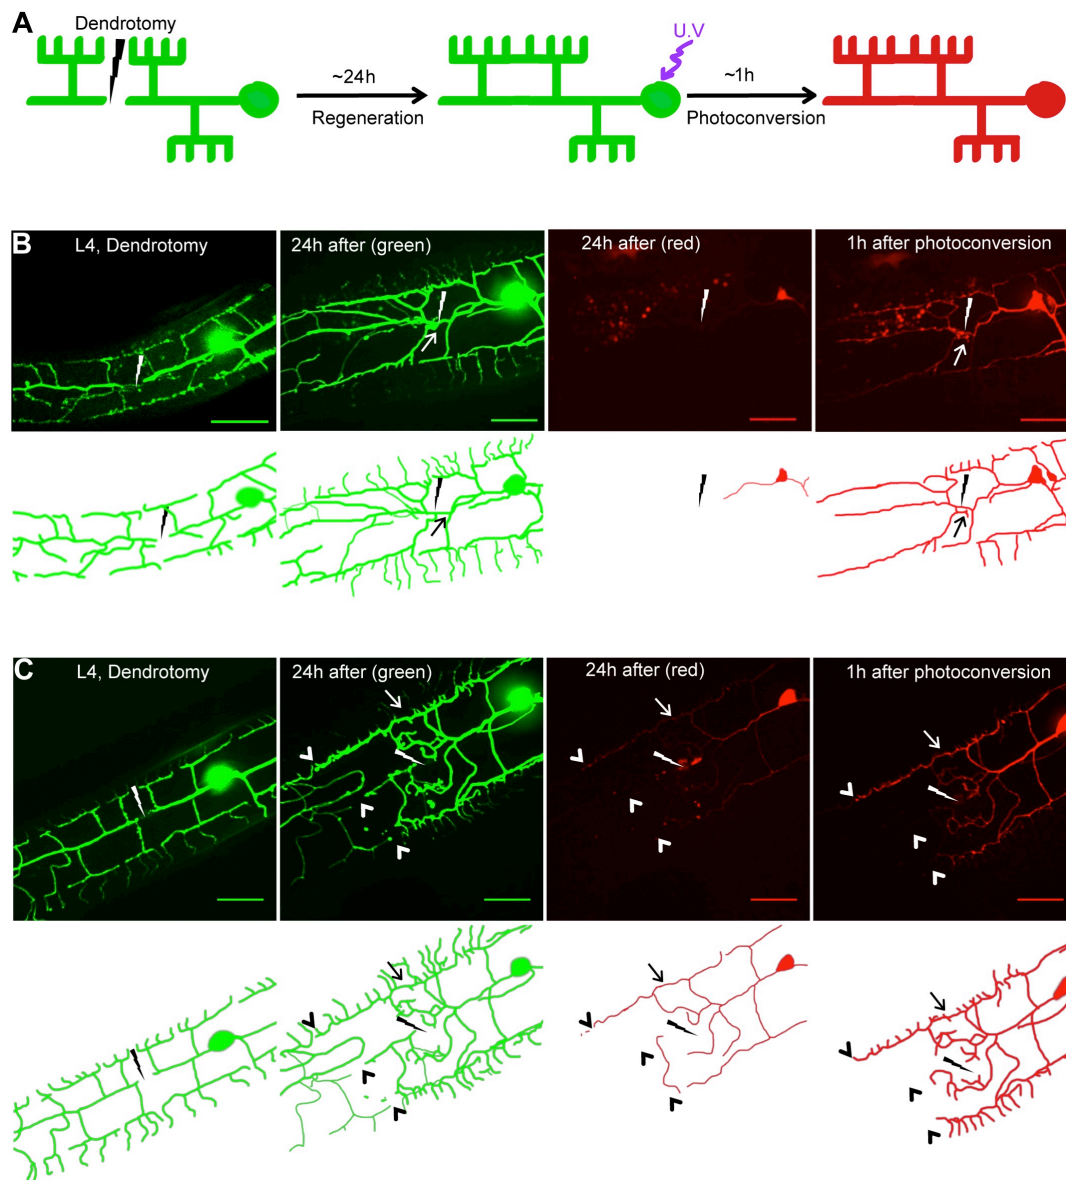 A
Dendrotomy
U.V
~24h
Regeneration
~1h
Photoconversion
B
L4, Dendrotomy
24h after (green)
24h after (red)
1h after photoconversion
C
L4, Dendrotomy
24h after (green)
24h after (red)
1h after photoconversion